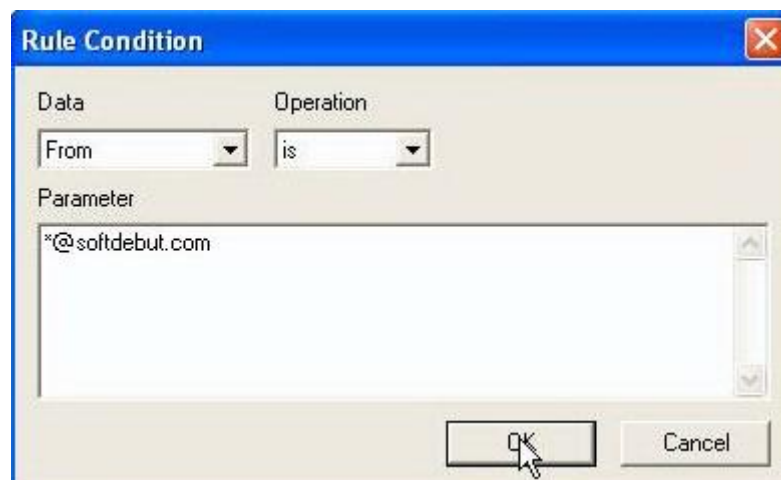 Rule Condition
Data Operation
From is
Parameter
*@softdebut.com
OK Cancel